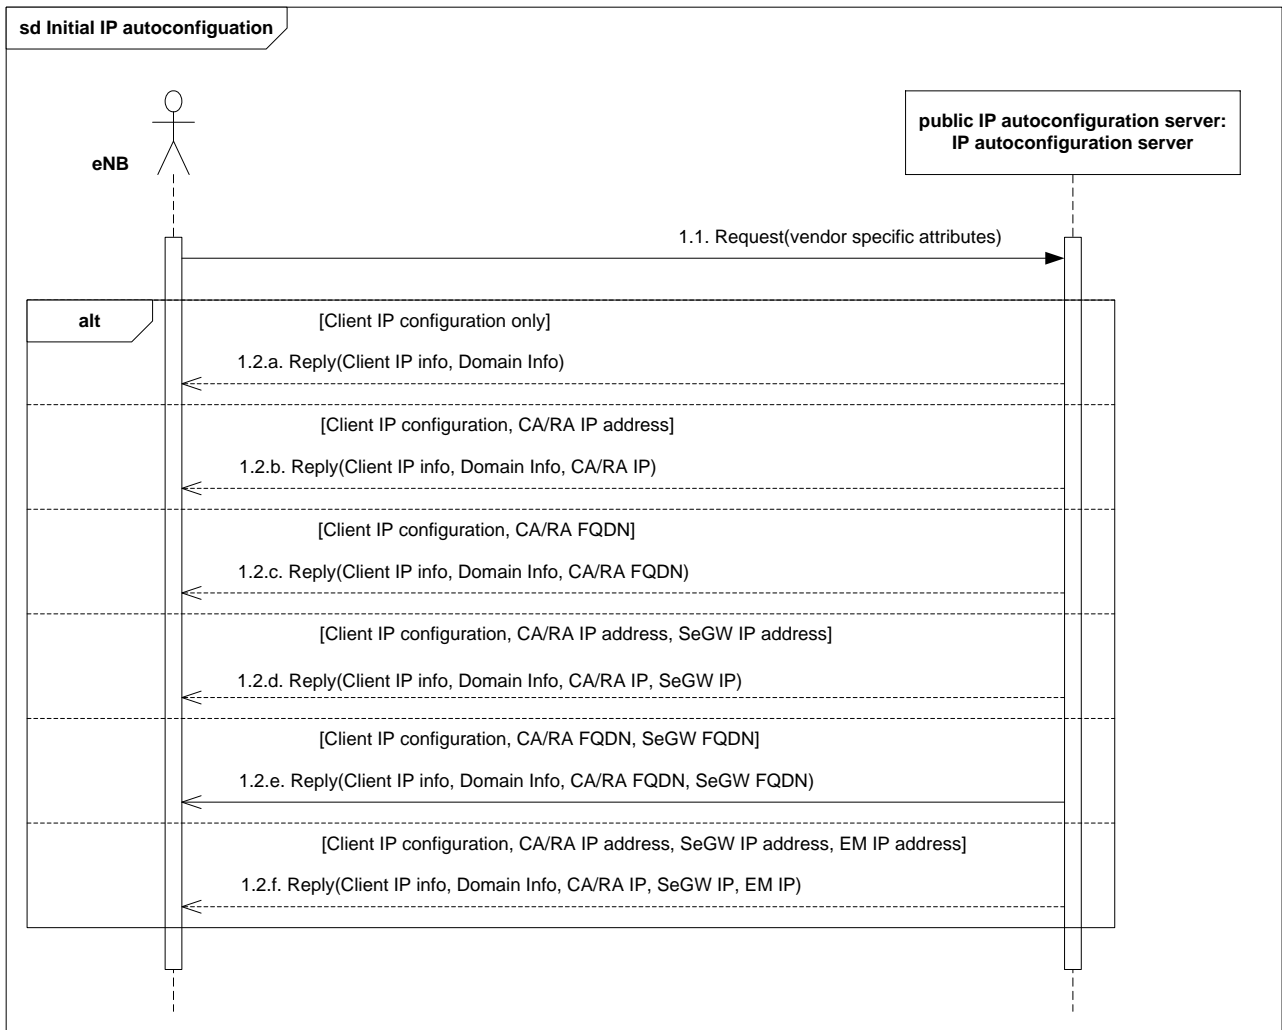 sd Initial IP autoconfiguation
eNB
public IP autoconfiguration server:
IP autoconfiguration server
1.1. Request(vendor specific attributes)
alt
[Client IP configuration only]
1.2.a. Reply(Client IP info, Domain Info)
[Client IP configuration, CA/RA IP address]
1.2.b. Reply(Client IP info, Domain Info, CA/RA IP)
[Client IP configuration, CA/RA FQDN]
1.2.c. Reply(Client IP info, Domain Info, CA/RA FQDN)
[Client IP configuration, CA/RA IP address, SeGW IP address]
1.2.d. Reply(Client IP info, Domain Info, CA/RA IP, SeGW IP)
[Client IP configuration, CA/RA FQDN, SeGW FQDN]
1.2.e. Reply(Client IP info, Domain Info, CA/RA FQDN, SeGW FQDN)
[Client IP configuration, CA/RA IP address, SeGW IP address, EM IP address]
1.2.f. Reply(Client IP info, Domain Info, CA/RA IP, SeGW IP, EM IP)